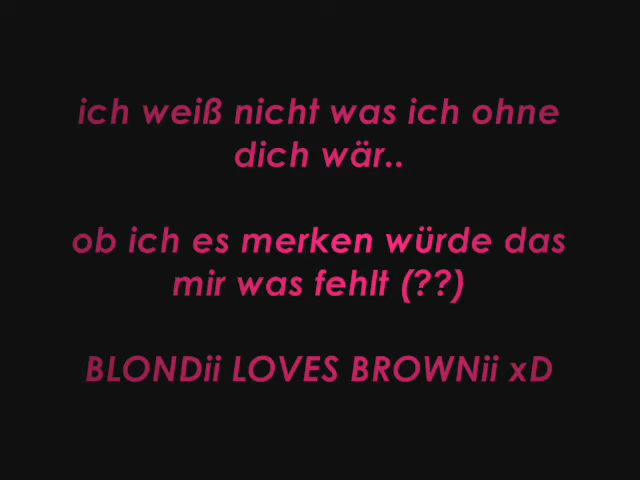 ich weiß nicht was ich ohne
dich wär..
ob ich es merken würde das
mir was fehlt (??)
BLONDii LOVES BROWNii xD